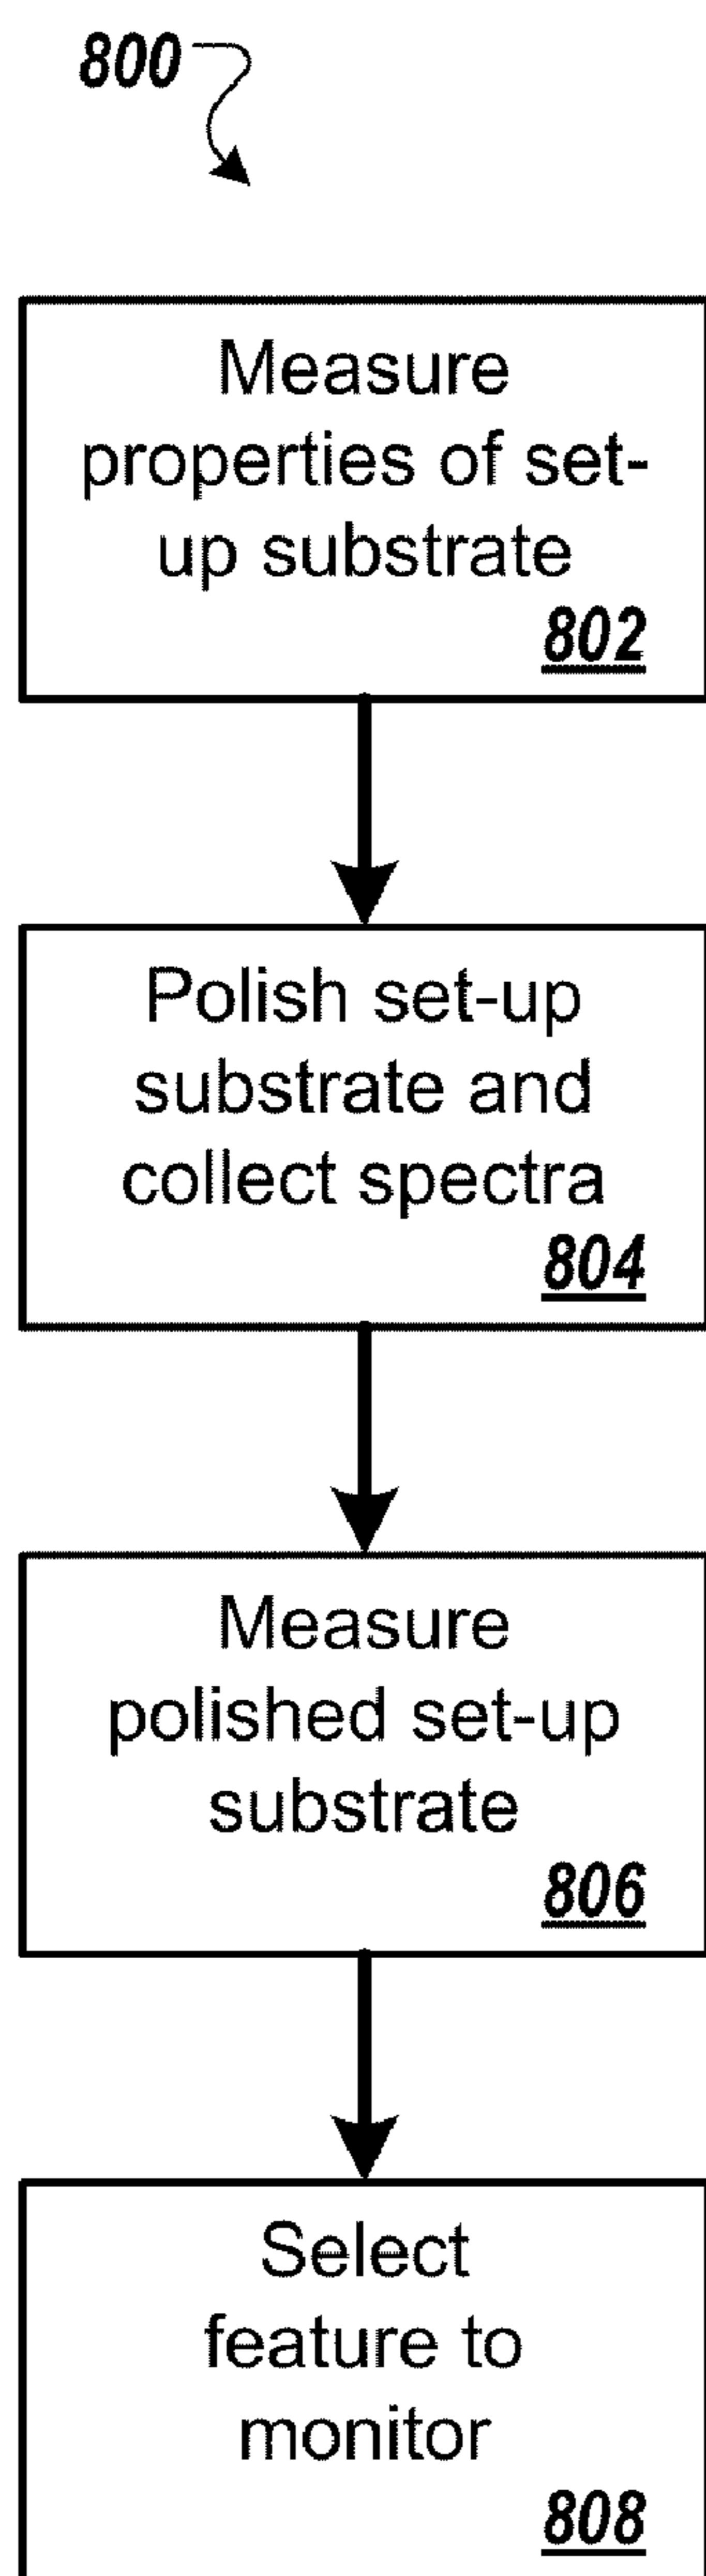 800
Measure
properties of set-
up substrate
802
Polish set-up
substrate and
collect spectra
804
Measure
polished set-up
substrate
806
Select
feature to
monitor
808